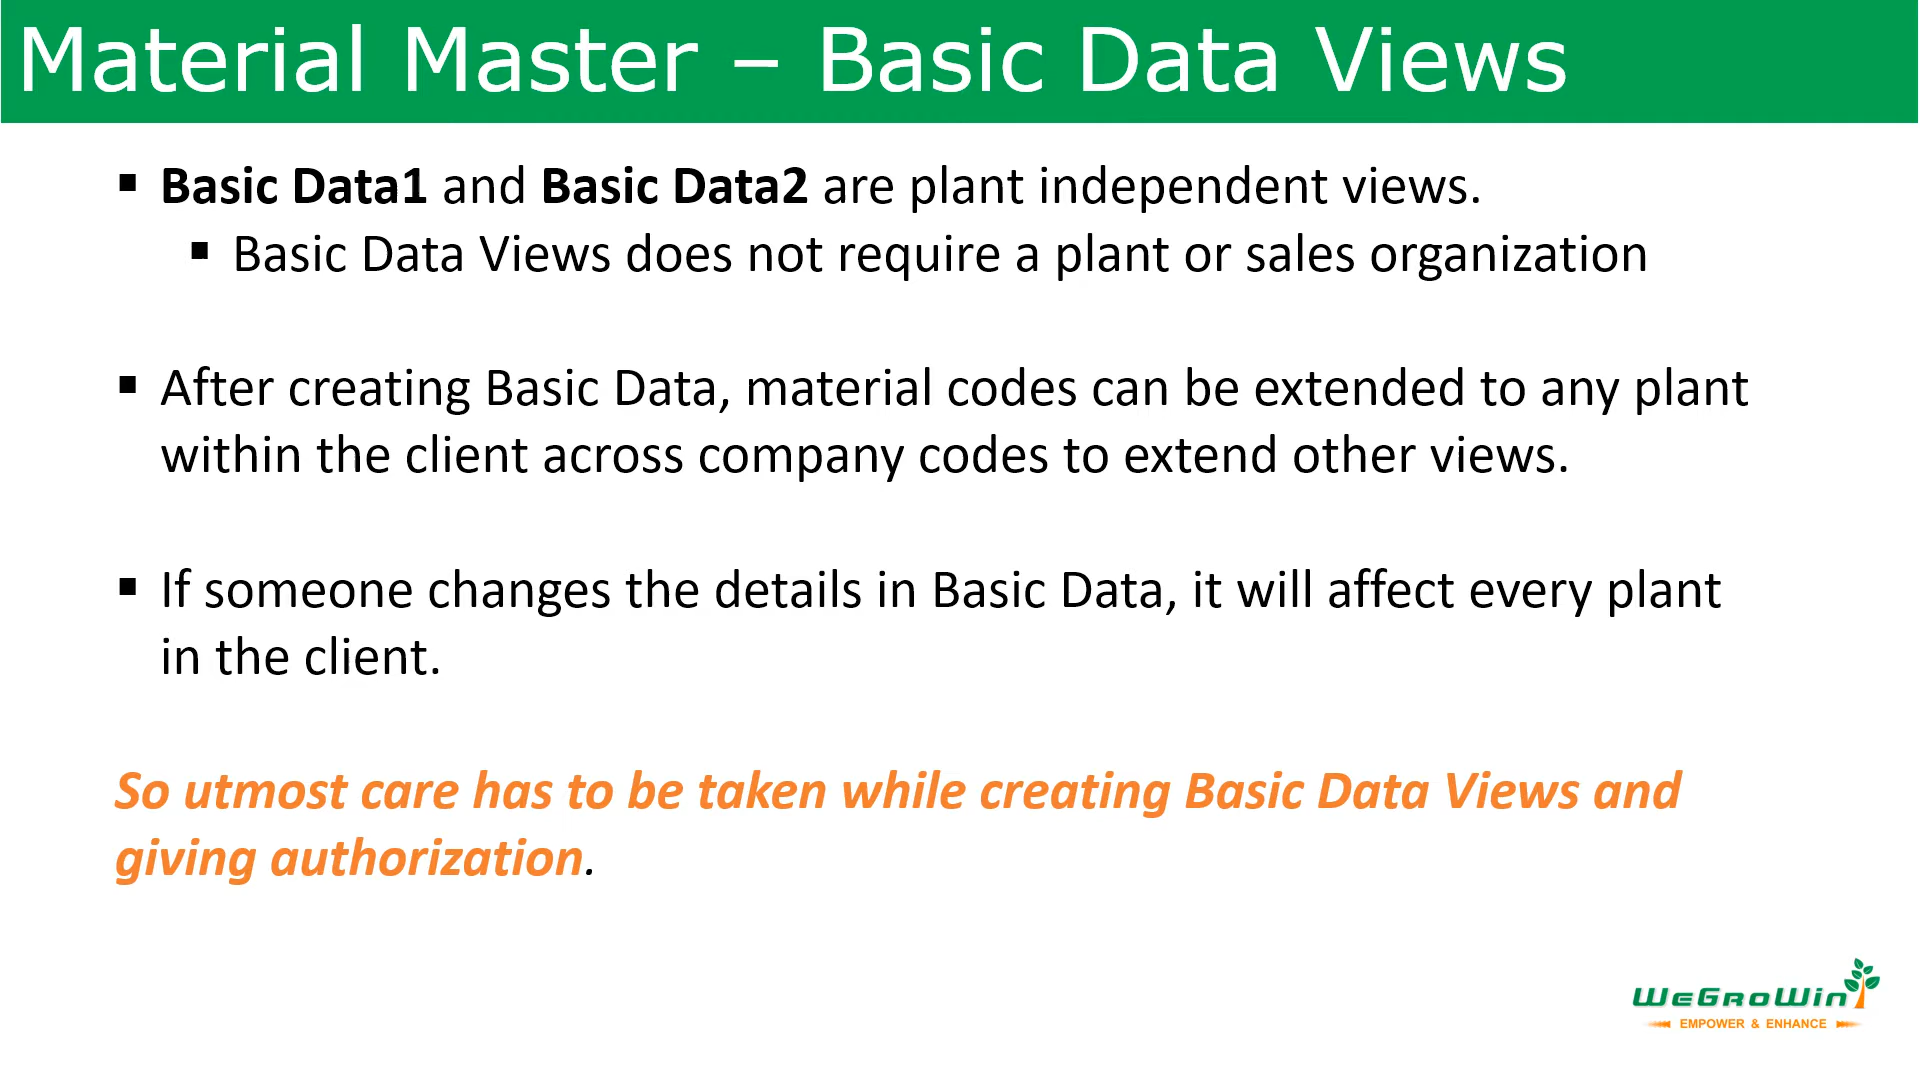 Material Master – Basic Data Views
▪ Basic Data1 and Basic Data2 are plant independent views.
▪ Basic Data Views does not require a plant or sales organization
▪ After creating Basic Data, material codes can be extended to any plant
within the client across company codes to extend other views.
▪ If someone changes the details in Basic Data, it will affect every plant
in the client.
So utmost care has to be taken while creating Basic Data Views and
giving authorization.
WeGroWin
EMPOWER & ENHANCE